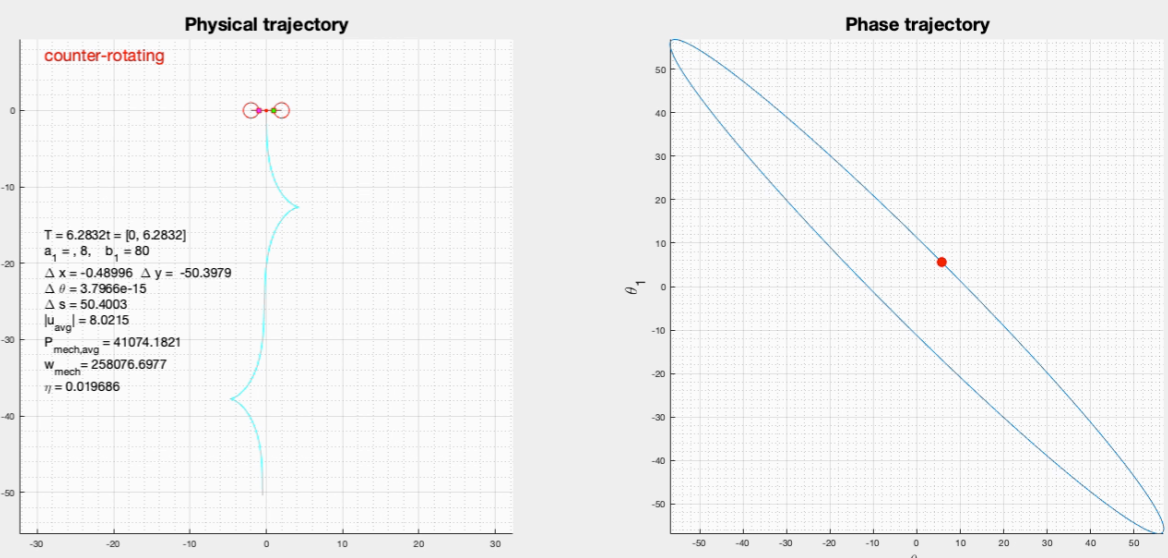 Physical trajectory
counter-rotating
0
-10
-20
-30
-40
-50
T = 6.2832t = [0, 6.2832]
a1 = , 8,    b1 = 80
Δ x = -0.48996  Δ y =  -50.3979
Δ θ = 3.7966e-15
Δ s = 50.4003
|uavg| = 8.0215
Pmech,avg = 41074.1821
wmech = 258076.6977
η = 0.019686
-30 -20 -10 0 10 20 30
Phase trajectory
50
40
30
20
10
0
-10
-20
-30
-40
-50
θ1
-50 -40 -30 -20 -10 0 10 20 30 40 50